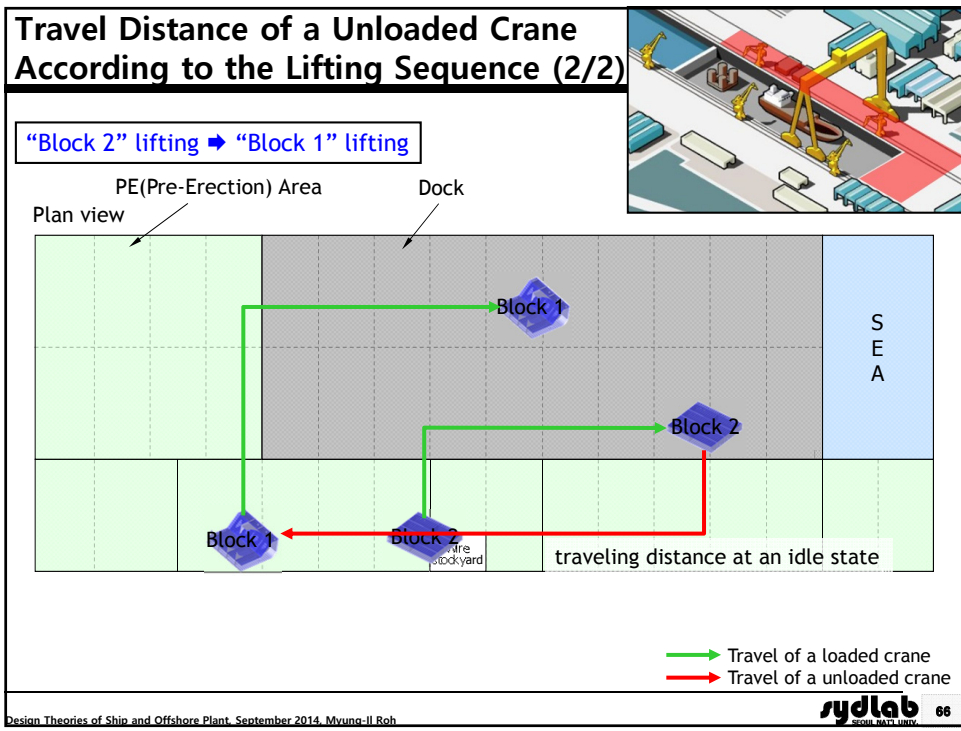 Travel Distance of a Unloaded Crane
According to the Lifting Sequence (2/2)
“Block 2” lifting ➡ “Block 1” lifting
PE(Pre-Erection) Area
Dock
Plan view
Block 1
S
E
A
Block 2
Block 1
Block 2
Wire
stockyard
traveling distance at an idle state
Travel of a loaded crane
Travel of a unloaded crane
Design Theories of Ship and Offshore Plant, September 2014, Myung-Il Roh
sydlab
SEOUL NAT'L UNIV.
66